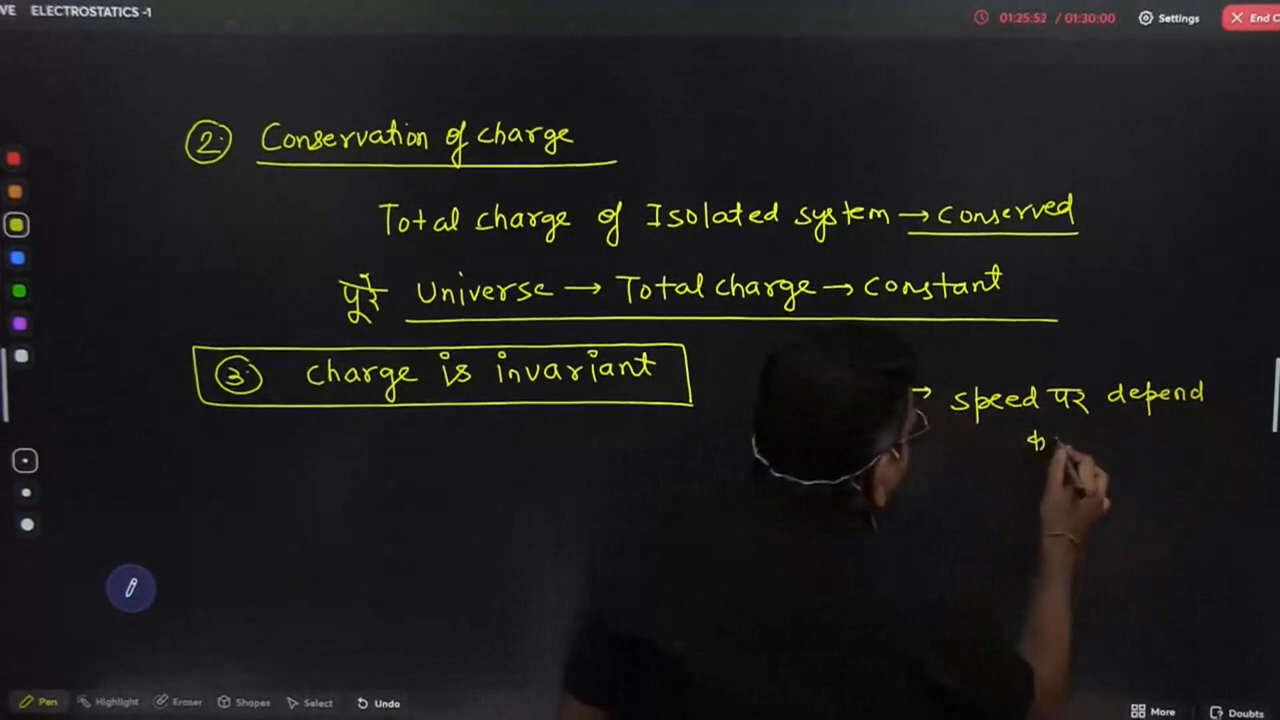 VE ELECTROSTATICS -1
01:25:52 / 01:30:00
Settings
End C
2. Conservation of charge
Total charge of Isolated system → conserved
Universe → Total charge → constant
3. charge is invariant
→ speed पर depend
Pen
Highlight
Eraser
Shapes
Select
Undo
More
Doubts